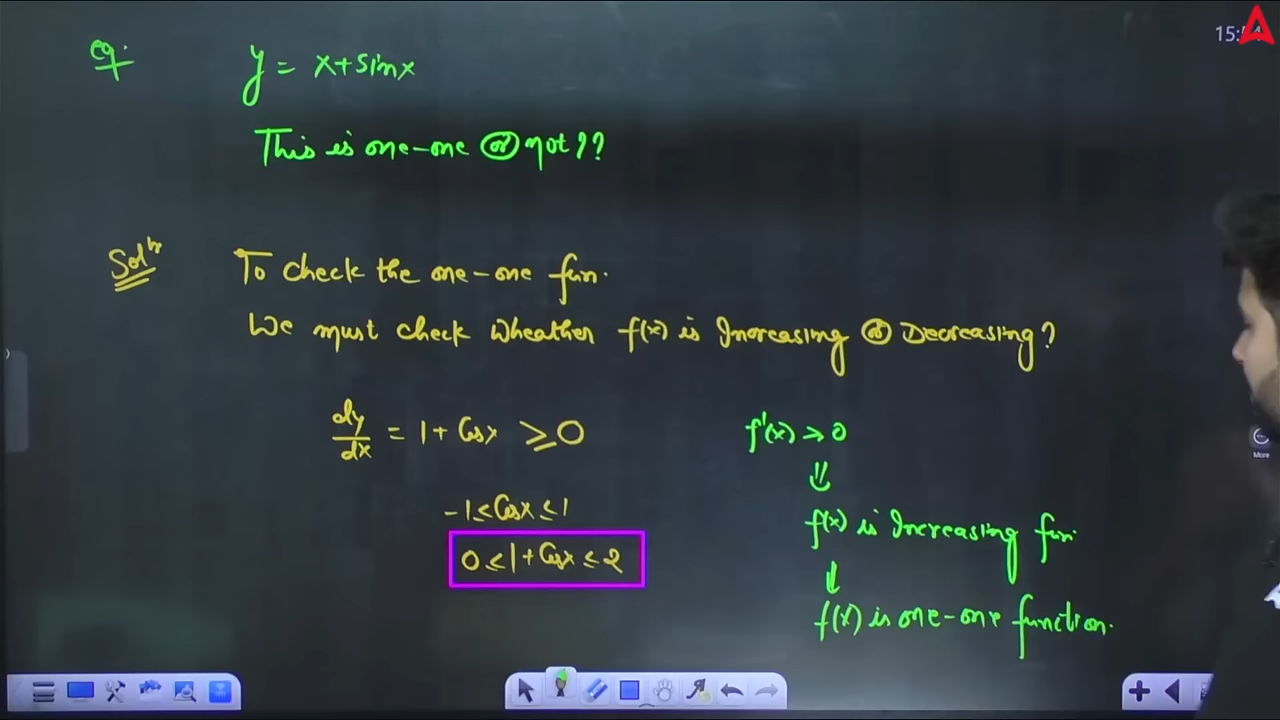 eg.
y = x+sinx
This is one-one or not??
Solⁿ
To check the one-one fun.
We must check wheather f(x) is Increasing or Decreasing?
dy/dx = 1 + Cosx ≥ 0
-1 ≤ Cosx ≤ 1
0 ≤ 1 + Cosx ≤ 2
f'(x) ≥ 0
⇓
f(x) is Increasing fun.
↓
f(x) is one-one function.
More